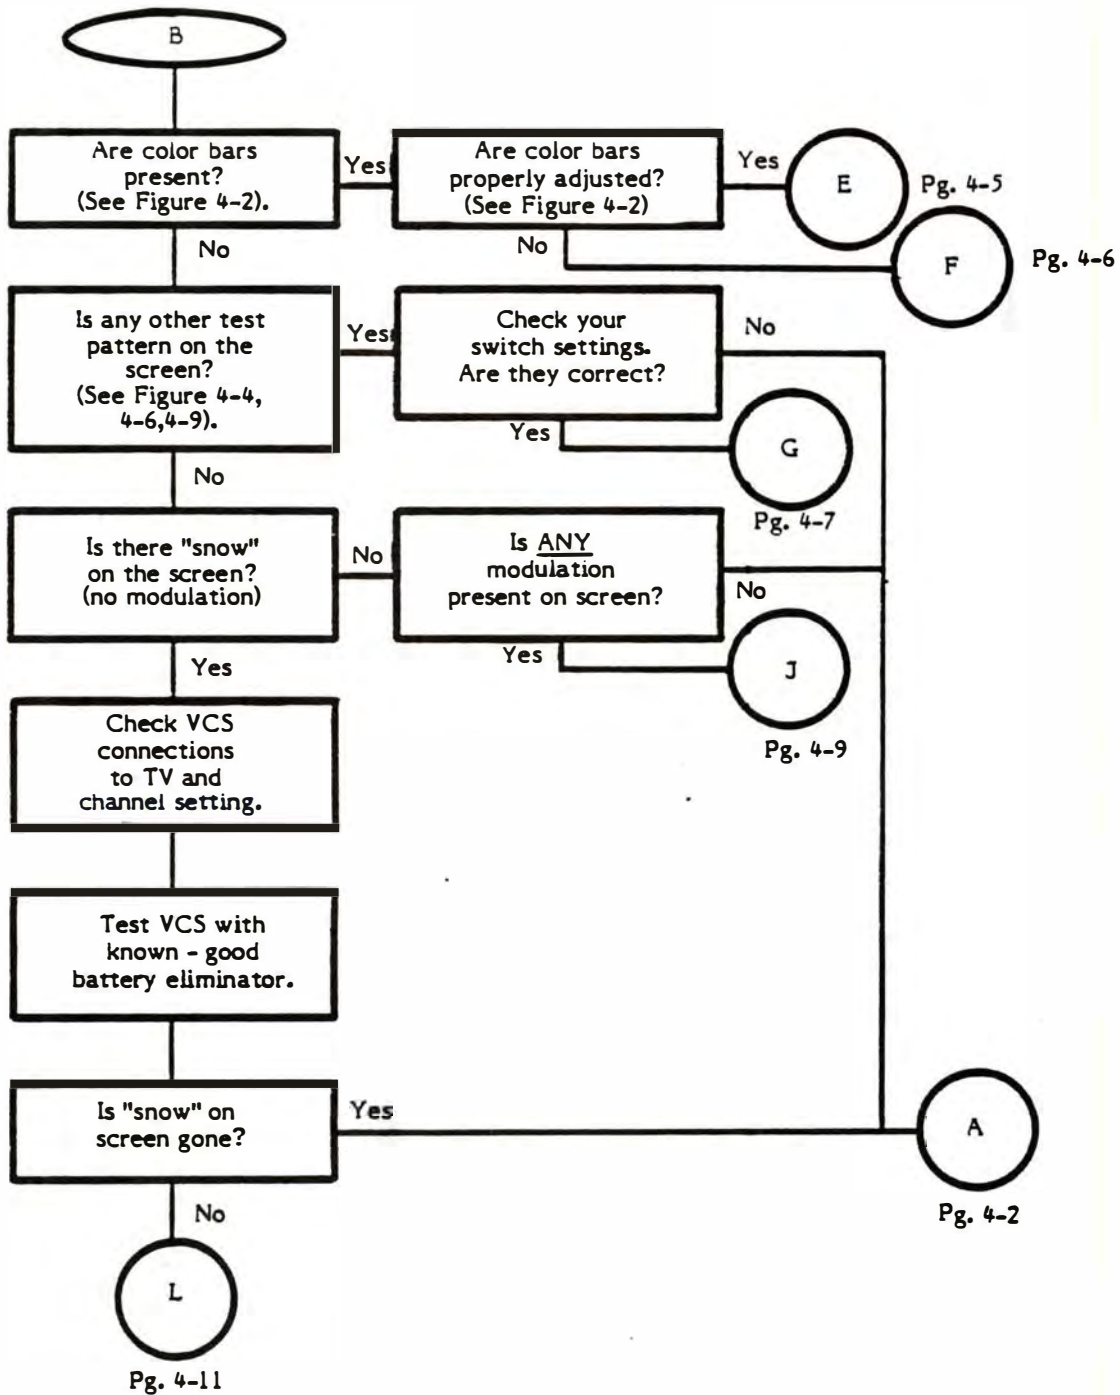 B
Are color bars
present?
(See Figure 4-2).
Yes
Are color bars
properly adjusted?
(See Figure 4-2)
Yes
E
Pg. 4-5
No
No
F
Pg. 4-6
Is any other test
pattern on the
screen?
(See Figure 4-4,
4-6,4-9).
Yes
Check your
switch settings.
Are they correct?
No
Yes
G
Pg. 4-7
No
Is there "snow"
on the screen?
(no modulation)
No
Is ANY
modulation
present on screen?
No
Yes
J
Pg. 4-9
Yes
Check VCS
connections
to TV and
channel setting.
Test VCS with
known - good
battery eliminator.
Is "snow" on
screen gone?
Yes
A
Pg. 4-2
No
L
Pg. 4-11